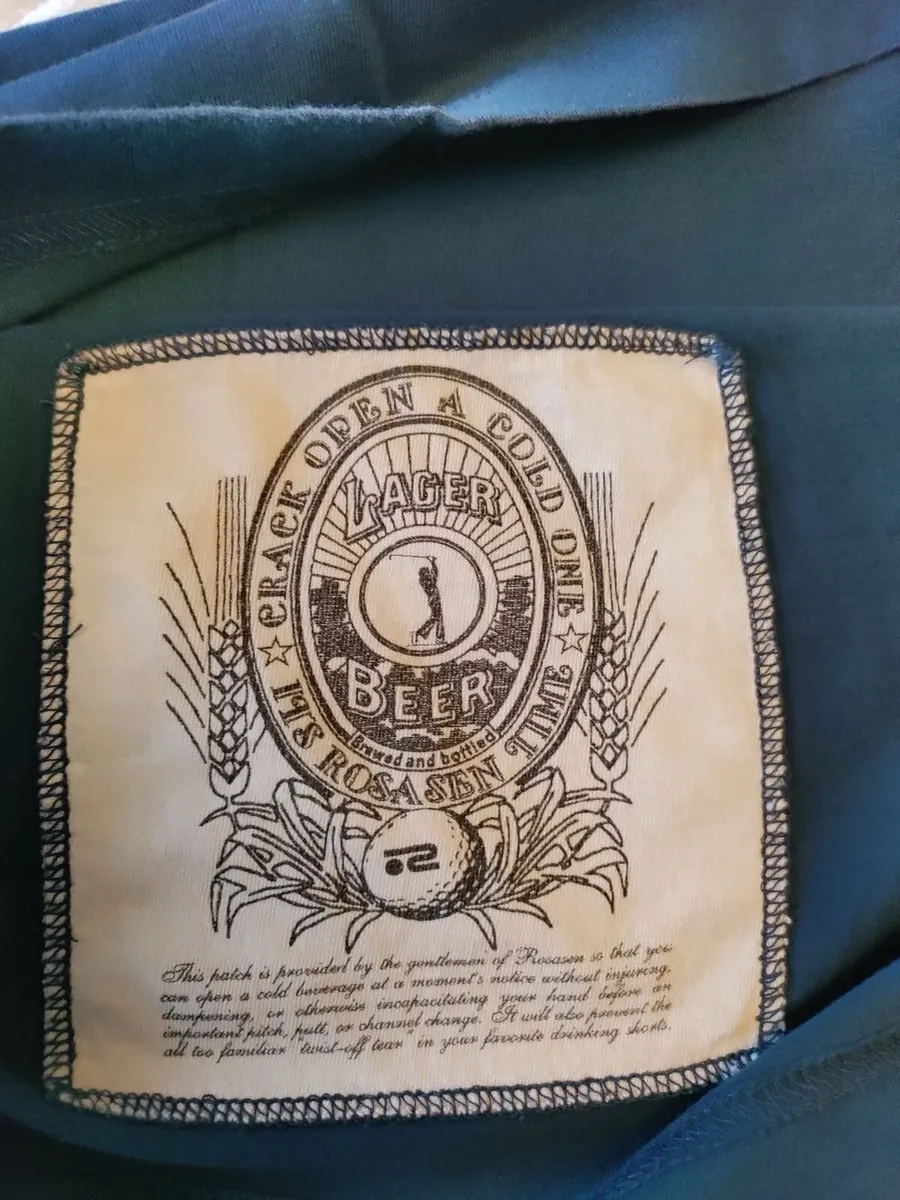 CRACK OPEN A COLD ONE
LAGER
BEER
Brewed and bottled
ITS ROSASEN TIME
This patch is provided by the gentlemen of Rosasen so that you
can open a cold beverage at a moment's notice without injuring,
dampening, or otherwise incapacitating your hand before an
important pitch, putt, or channel change. It will also prevent the
all too familiar "twist-off tear" in your favorite drinking shorts.